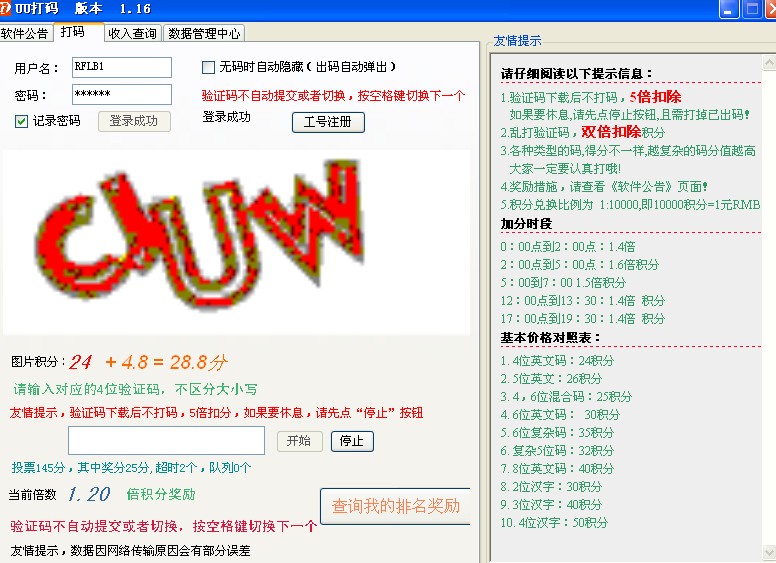 UU打码 版本 1.16
软件公告 打码 收入查询 数据管理中心
用户名： RFLB1
无码时自动隐藏（出码自动弹出）
密码： ******
验证码不自动提交或者切换，按空格键切换下一个
记录密码 登录成功
登录成功 工号注册
图片积分：24 + 4.8 = 28.8分
请输入对应的4位验证码，不区分大小写
友情提示，验证码下载后不打码，5倍扣分，如果要休息，请先点“停止”按钮
开始 停止
投票145分，其中奖分25分,超时2个，队列0个
当前倍数 1.20 倍积分奖励
查询我的排名奖励
验证码不自动提交或者切换，按空格键切换下一个
友情提示，数据因网络传输原因会有部分误差
友情提示
请仔细阅读以下提示信息：
1.验证码下载后不打码，5倍扣除
如果要休息,请先点停止按钮,且需打掉已出码!
2.乱打验证码，双倍扣除积分
3.各种类型的码,得分不一样,越复杂的码分值越高
大家一定要认真打哦!
4.奖励措施，请查看《软件公告》页面!
5.积分兑换比例为 1:10000,即10000积分=1元RMB
加分时段
0：00点到2：00点：1.4倍
2：00点到5：00点：1.6倍积分
5：00到7：00 1.5倍积分
12：00点到13：30：1.4倍 积分
17：00点到19：30：1.4倍 积分
基本价格对照表：
1. 4位英文码：24积分
2. 5位英文：26积分
3. 4，6位混合码：25积分
4. 6位英文码： 30积分
5. 6位复杂码：35积分
6. 复杂5位码：32积分
7. 8位英文码：40积分
8. 2位汉字：30积分
9. 3位汉字：40积分
10. 4位汉字：50积分